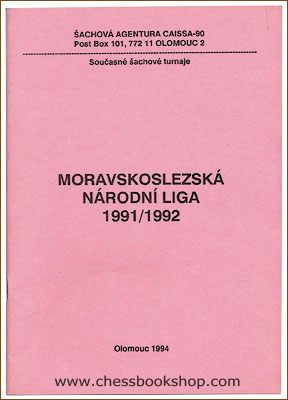 ŠACHOVÁ AGENTURA CAISSA-90
Post Box 101, 772 11 OLOMOUC 2
Současné šachové turnaje
MORAVSKOSLEZSKÁ
NÁRODNÍ LIGA
1991/1992
Olomouc 1994
www.chessbookshop.com